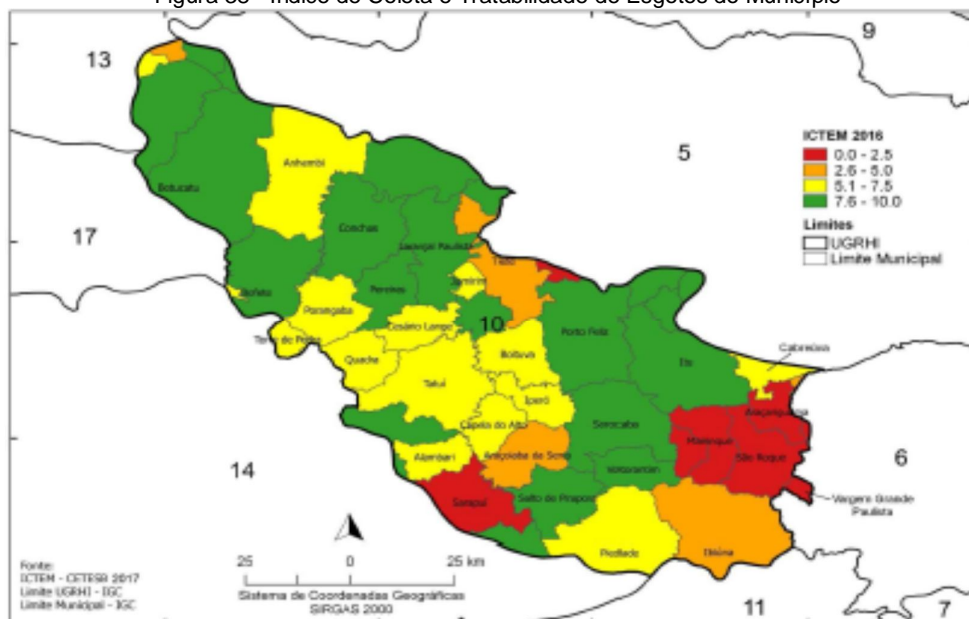 Figura 38 - Índice de Coleta e Tratabilidade de Esgotos do Município
13
9
5
ICTEM 2016
0.0 - 2.5
2.6 - 5.0
5.1 - 7.5
7.6 - 10.0
Limites
UGRHI
Limite Municipal
17
Anhembi
Botucatu
Conchas
Laranjal Paulista
Tietê
Jumirim
Bofete
Pereiras
Porangaba
Cesário Lange
10
Porto Feliz
Torre de Pedra
Quadra
Boituva
Itu
Cabreúva
Tatuí
Iperó
Capela do Alto
Sorocaba
Araçariguama
Mairinque
São Roque
6
14
Alambari
Araçoiaba da Serra
Votorantim
Sarapuí
Salto de Pirapora
Vargem Grande
Paulista
Piedade
Ibiúna
25 0 25 km
Sistema de Coordenadas Geográficas
SIRGAS 2000
Fonte:
ICTEM - CETESB 2017
Limite UGRHI - IGC
Limite Municipal - IGC
11
7